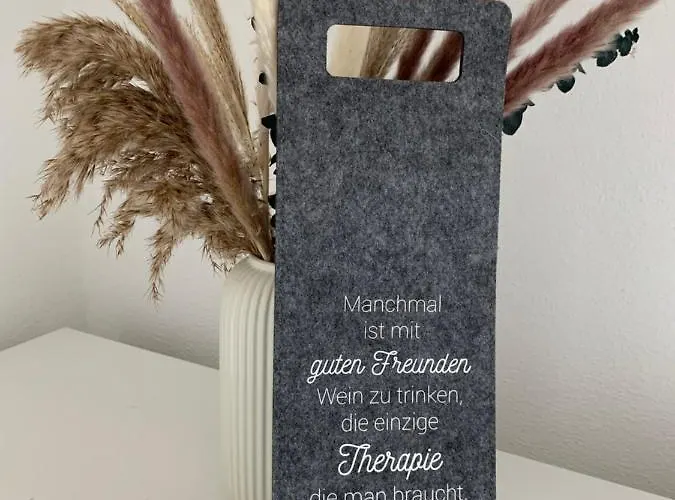 Manchmal
ist mit
guten Freunden
Wein zu trinken,
die einzige
Therapie
die man braucht.